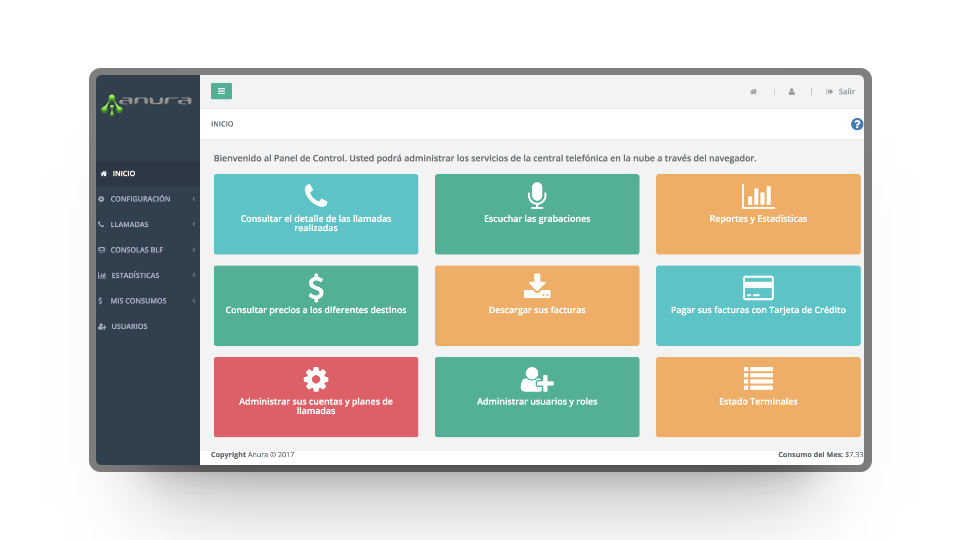 anura
Salir
INICIO
Bienvenido al Panel de Control. Usted podrá administrar los servicios de la central telefónica en la nube a través del navegador.
INICIO
CONFIGURACIÓN
LLAMADAS
CONSOLAS BLF
ESTADÍSTICAS
MIS CONSUMOS
USUARIOS
Consultar el detalle de las llamadas
realizadas
Escuchar las grabaciones
Reportes y Estadísticas
Consultar precios a los diferentes destinos
Descargar sus facturas
Pagar sus facturas con Tarjeta de Crédito
Administrar sus cuentas y planes de
llamadas
Administrar usuarios y roles
Estado Terminales
Copyright Anura © 2017
Consumo del Mes: $7.33